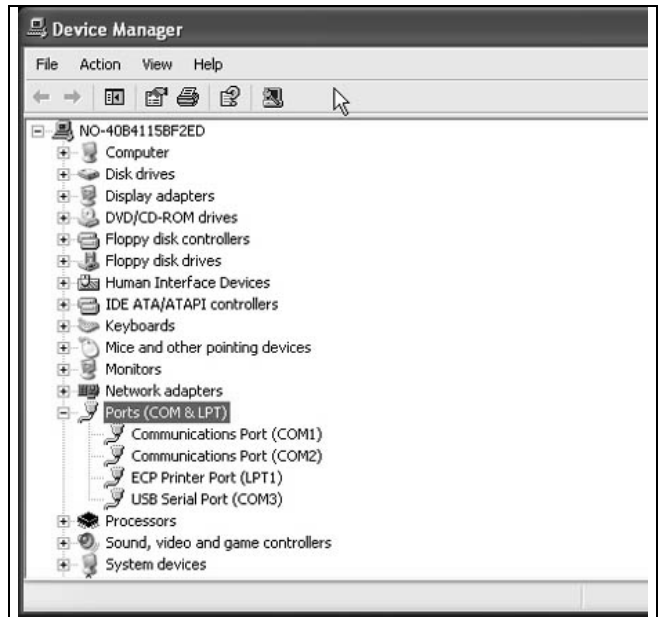 Device Manager
File Action View Help
NO-40B4115BF2ED
Computer
Disk drives
Display adapters
DVD/CD-ROM drives
Floppy disk controllers
Floppy disk drives
Human Interface Devices
IDE ATA/ATAPI controllers
Keyboards
Mice and other pointing devices
Monitors
Network adapters
Ports (COM & LPT)
Communications Port (COM1)
Communications Port (COM2)
ECP Printer Port (LPT1)
USB Serial Port (COM3)
Processors
Sound, video and game controllers
System devices